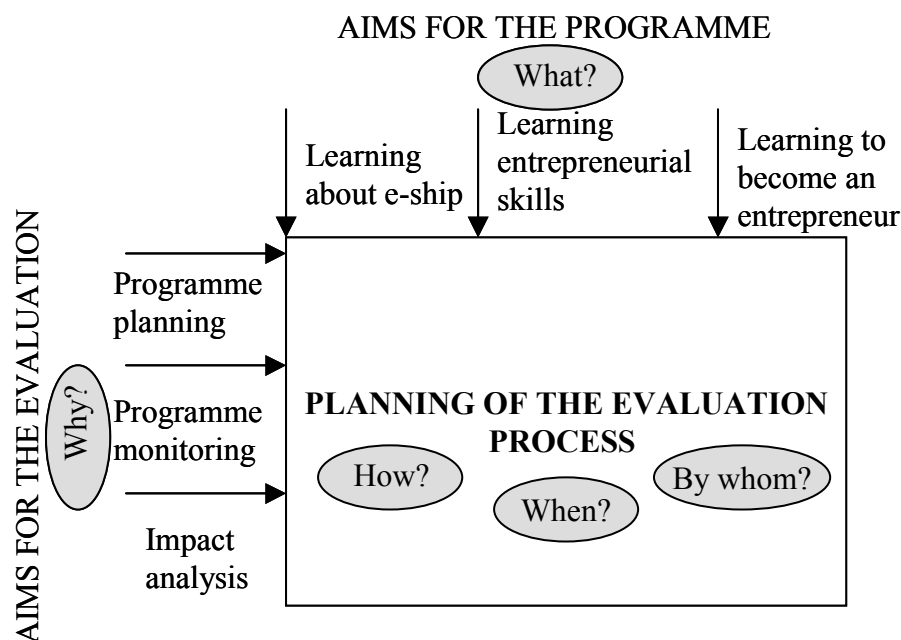 AIMS FOR THE PROGRAMME
What?
Learning
about e-ship
Learning
entrepreneurial
skills
Learning to
become an
entrepreneur
AIMS FOR THE EVALUATION
Why?
Programme
planning
Programme
monitoring
Impact
analysis
PLANNING OF THE EVALUATION
PROCESS
How?
When?
By whom?